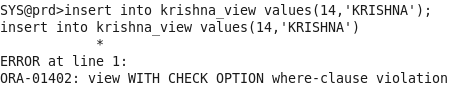 SYS@prd>insert into krishna_view values(14,'KRISHNA');
insert into krishna_view values(14,'KRISHNA')
*
ERROR at line 1:
ORA-01402: view WITH CHECK OPTION where-clause violation